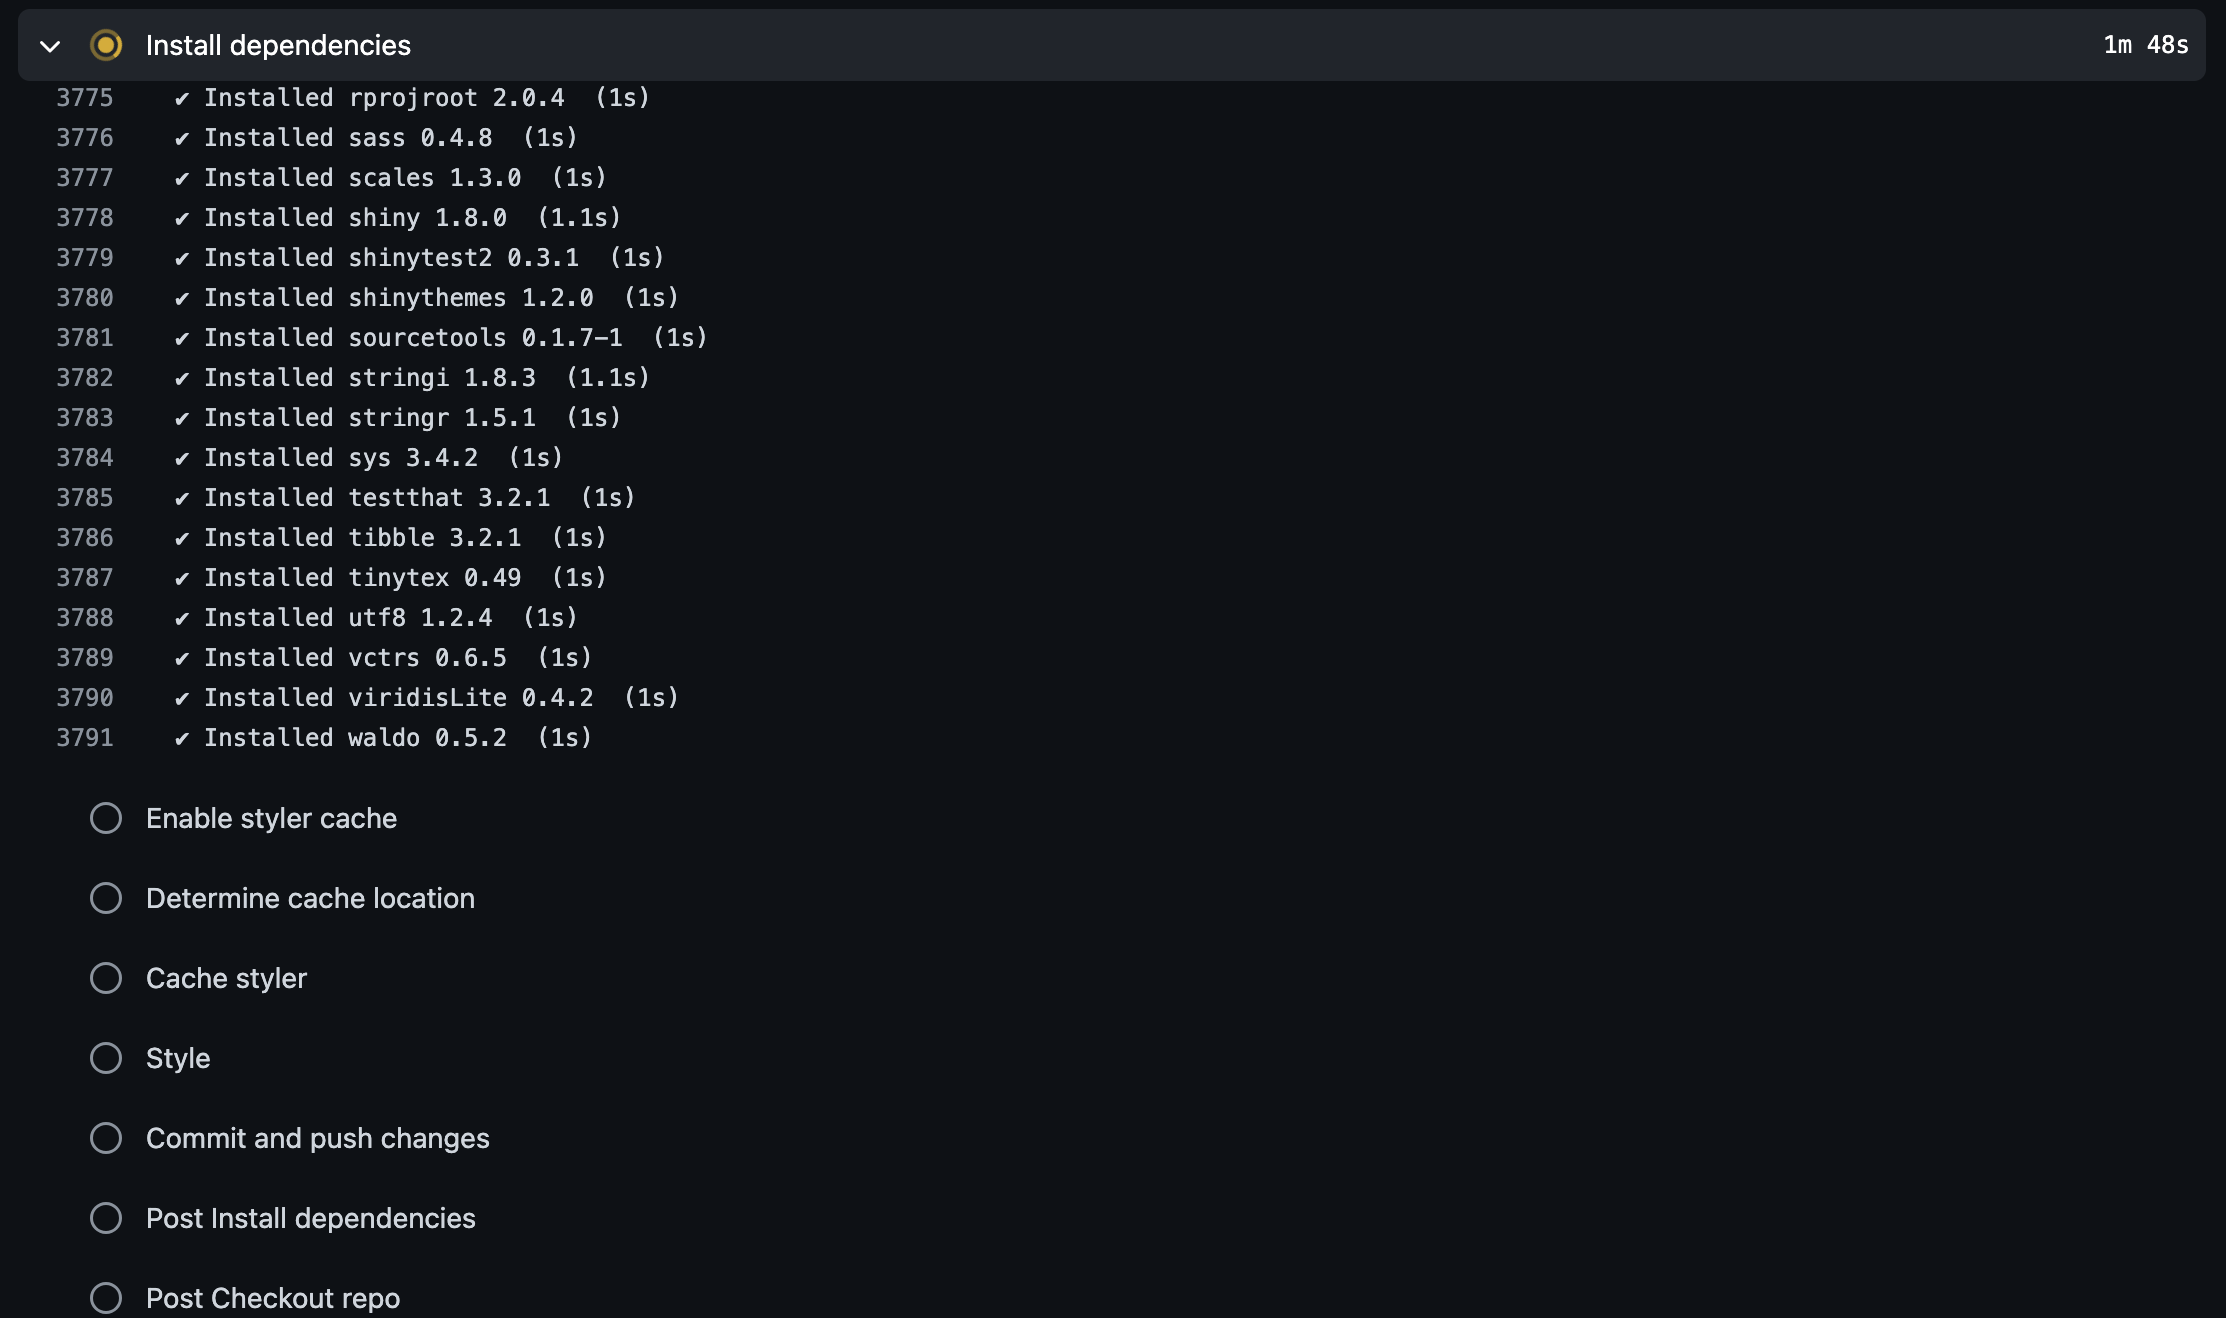 Install dependencies 1m 48s
3775 ✔ Installed rprojroot 2.0.4 (1s)
3776 ✔ Installed sass 0.4.8 (1s)
3777 ✔ Installed scales 1.3.0 (1s)
3778 ✔ Installed shiny 1.8.0 (1.1s)
3779 ✔ Installed shinytest2 0.3.1 (1s)
3780 ✔ Installed shinythemes 1.2.0 (1s)
3781 ✔ Installed sourcetools 0.1.7-1 (1s)
3782 ✔ Installed stringi 1.8.3 (1.1s)
3783 ✔ Installed stringr 1.5.1 (1s)
3784 ✔ Installed sys 3.4.2 (1s)
3785 ✔ Installed testthat 3.2.1 (1s)
3786 ✔ Installed tibble 3.2.1 (1s)
3787 ✔ Installed tinytex 0.49 (1s)
3788 ✔ Installed utf8 1.2.4 (1s)
3789 ✔ Installed vctrs 0.6.5 (1s)
3790 ✔ Installed viridisLite 0.4.2 (1s)
3791 ✔ Installed waldo 0.5.2 (1s)
Enable styler cache
Determine cache location
Cache styler
Style
Commit and push changes
Post Install dependencies
Post Checkout repo